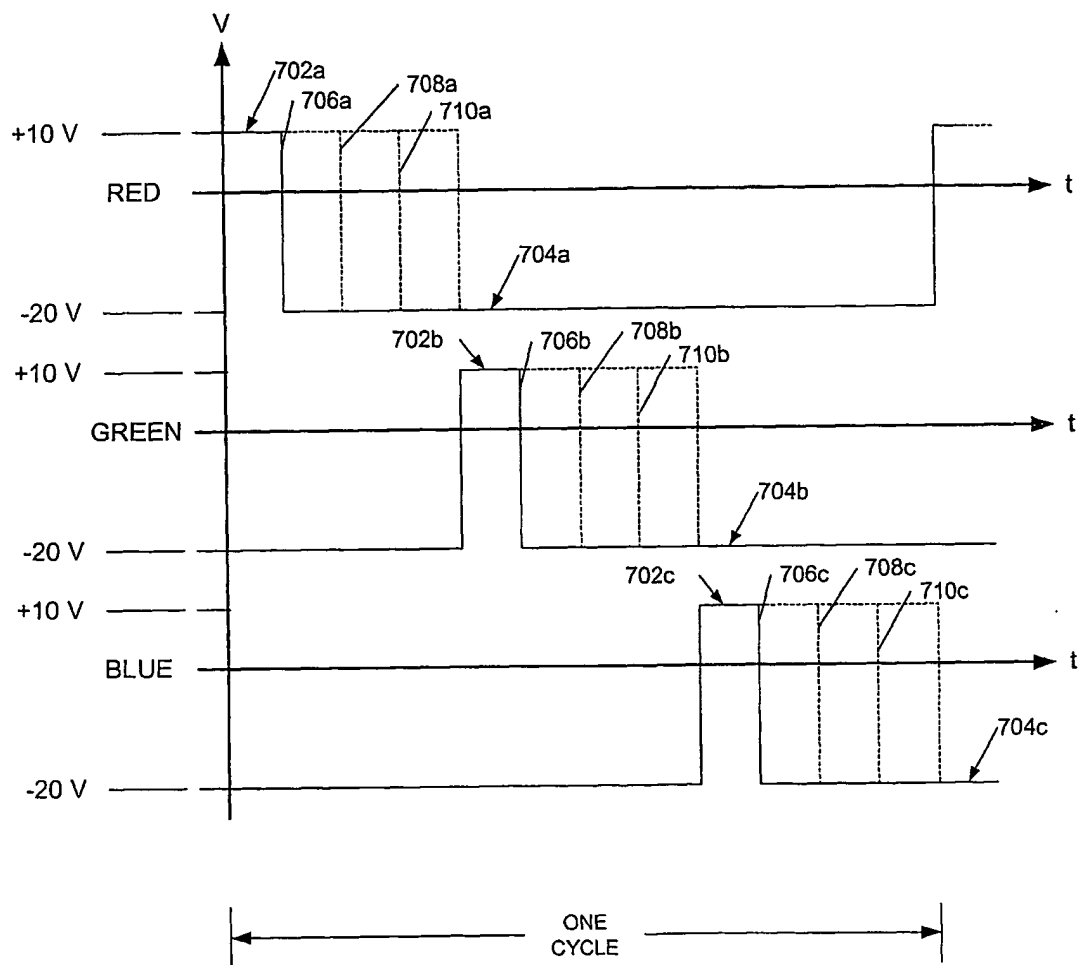 V
702a
708a
706a
710a
+10 V
RED
t
704a
-20 V
702b
706b
708b
710b
+10 V
GREEN
t
704b
-20 V
702c
706c
708c
710c
+10 V
BLUE
t
704c
-20 V
ONE
CYCLE